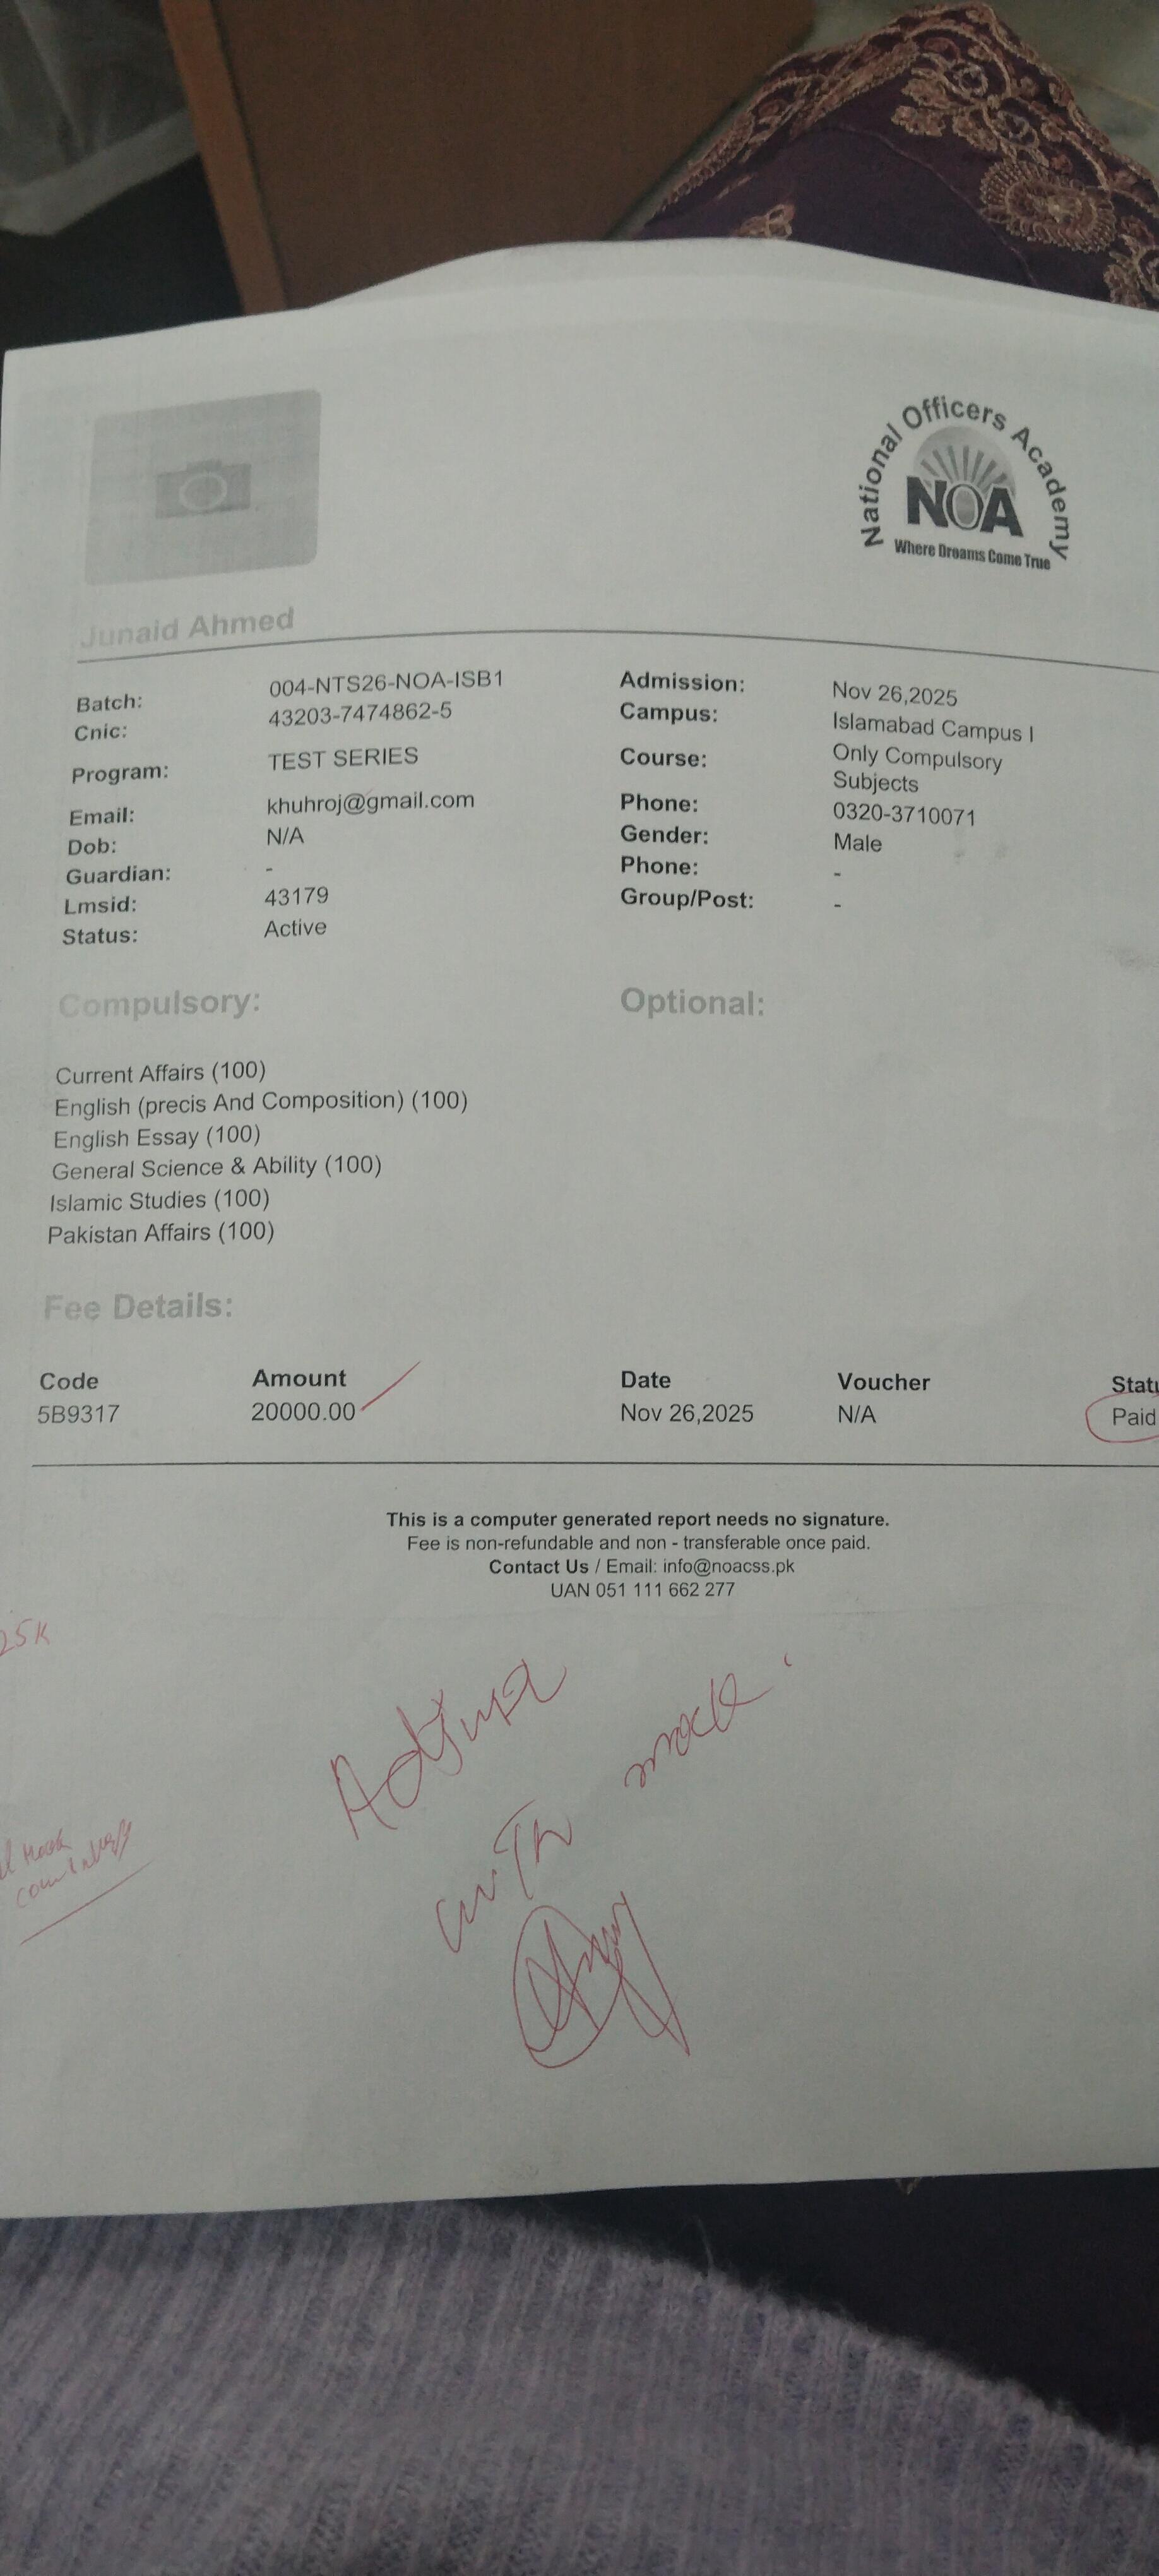 National Officers Academy
NOA
Where Dreams Come True
Junaid Ahmed
Batch: 004-NTS26-NOA-ISB1 Admission: Nov 26,2025
Cnic: 43203-7474862-5 Campus: Islamabad Campus I
Program: TEST SERIES Course: Only Compulsory
Subjects
Email: khuhroj@gmail.com Phone: 0320-3710071
Dob: N/A Gender: Male
Guardian: - Phone: -
Lmsid: 43179 Group/Post: -
Status: Active
Compulsory: Optional:
Current Affairs (100)
English (precis And Composition) (100)
English Essay (100)
General Science & Ability (100)
Islamic Studies (100)
Pakistan Affairs (100)
Fee Details:
Code Amount Date Voucher Statu
5B9317 20000.00 Nov 26,2025 N/A Paid
This is a computer generated report needs no signature.
Fee is non-refundable and non - transferable once paid.
Contact Us / Email: info@noacss.pk
UAN 051 111 662 277
25K
with mock